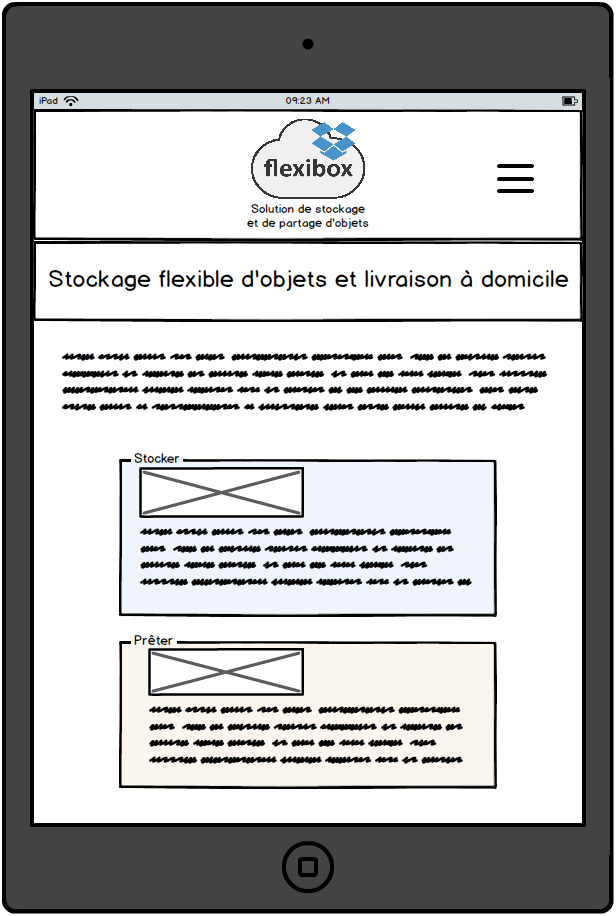 iPad
09:23 AM
flexibox
Solution de stockage
et de partage d'objets
Stockage flexible d'objets et livraison à domicile
Stocker
Prêter